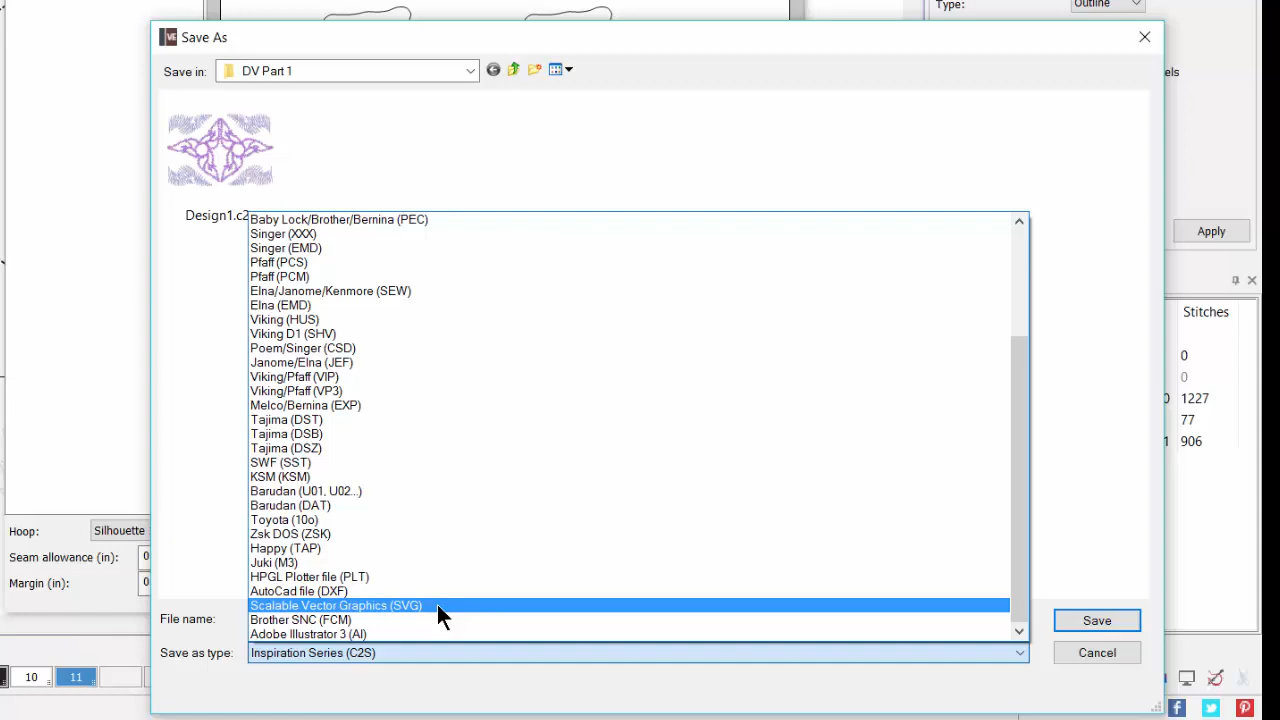 Type:
Outline
VE
Save As
Save in:
DV Part 1
els
Design1.c2
Baby Lock/Brother/Bernina (PEC)
Singer (XXX)
Singer (EMD)
Pfaff (PCS)
Pfaff (PCM)
Elna/Janome/Kenmore (SEW)
Elna (EMD)
Viking (HUS)
Viking D1 (SHV)
Poem/Singer (CSD)
Janome/Elna (JEF)
Viking/Pfaff (VIP)
Viking/Pfaff (VP3)
Melco/Bernina (EXP)
Tajima (DST)
Tajima (DSB)
Tajima (DSZ)
SWF (SST)
KSM (KSM)
Barudan (U01, U02...)
Barudan (DAT)
Toyota (10o)
Zsk DOS (ZSK)
Happy (TAP)
Juki (M3)
HPGL Plotter file (PLT)
AutoCad file (DXF)
Scalable Vector Graphics (SVG)
Brother SNC (FCM)
Adobe Illustrator 3 (AI)
Apply
Stitches
0
0
0 1227
77
1 906
Hoop:
Silhouette
Seam allowance (in):
0
Margin (in):
0
File name:
Save
Save as type:
Inspiration Series (C2S)
Cancel
10
11